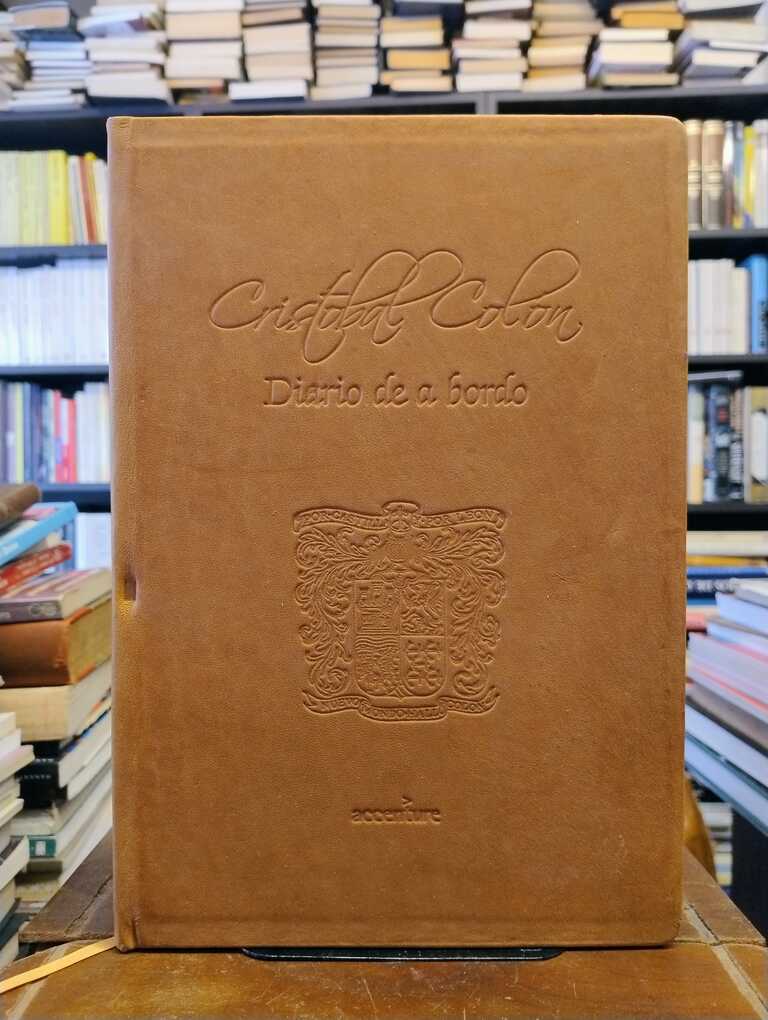 Cristobal Colon
Diario de a bordo
POR CASTILLA Y POR LEON
NUEVO MUNDO HALLO COLON
accenture